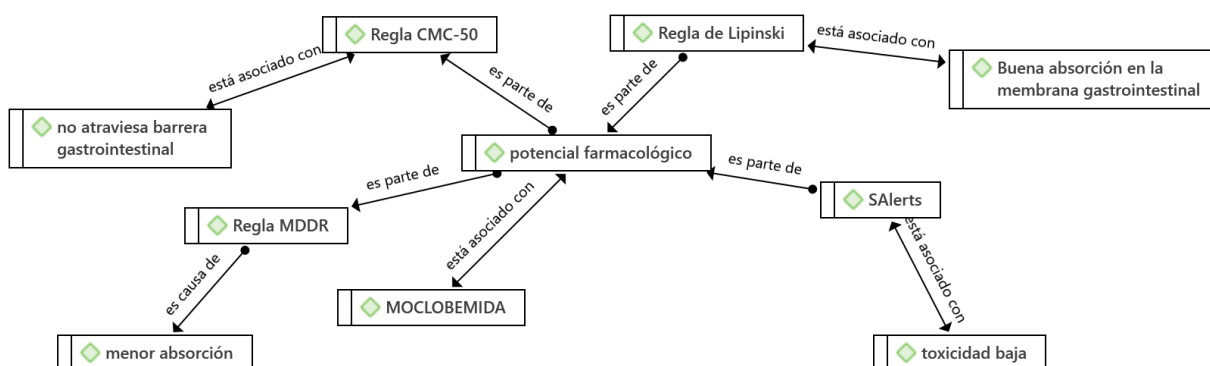 Regla CMC-50
Regla de Lipinski
está asociado con
está asociado con
Buena absorción en la
membrana gastrointestinal
es parte de
es parte de
no atraviesa barrera
gastrointestinal
potencial farmacológico
es parte de
es parte de
SAlerts
Regla MDDR
está asociado con
está asociado con
es causa de
MOCLOBEMIDA
menor absorción
toxicidad baja